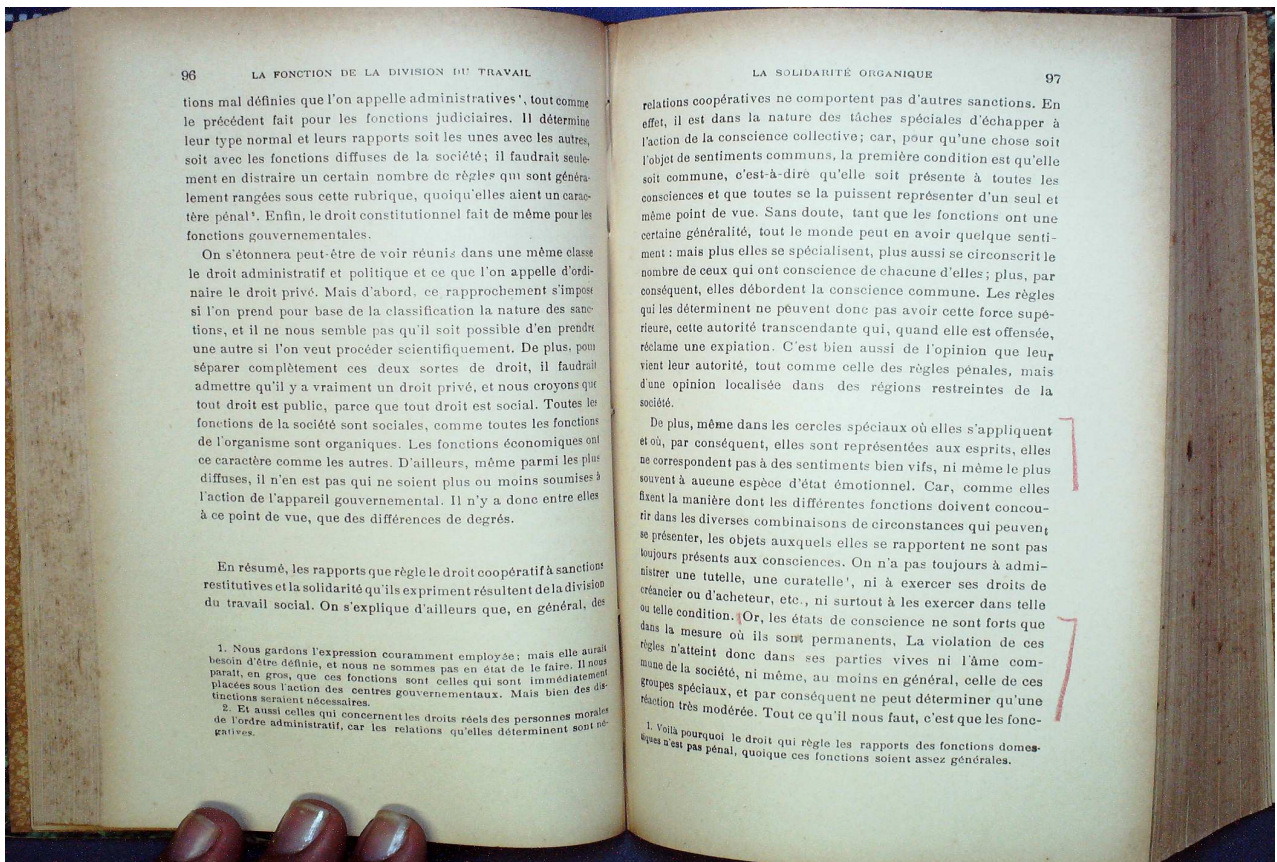 96 LA FONCTION DE LA DIVISION DU TRAVAIL
tions mal définies que l'on appelle administratives¹, tout comme
le précédent fait pour les fonctions judiciaires. Il détermine
leur type normal et leurs rapports soit les unes avec les autres,
soit avec les fonctions diffuses de la société; il faudrait seule-
ment en distraire un certain nombre de règles qui sont généra-
lement rangées sous cette rubrique, quoiqu'elles aient un carac-
tère pénal². Enfin, le droit constitutionnel fait de même pour les
fonctions gouvernementales.
On s'étonnera peut-être de voir réunis dans une même classe
le droit administratif et politique et ce que l'on appelle d'ordi-
naire le droit privé. Mais d'abord, ce rapprochement s'impose
si l'on prend pour base de la classification la nature des sanc-
tions, et il ne nous semble pas qu'il soit possible d'en prendre
une autre si l'on veut procéder scientifiquement. De plus, pour
séparer complètement ces deux sortes de droit, il faudrait
admettre qu'il y a vraiment un droit privé, et nous croyons que
tout droit est public, parce que tout droit est social. Toutes les
fonctions de la société sont sociales, comme toutes les fonctions
de l'organisme sont organiques. Les fonctions économiques ont
ce caractère comme les autres. D'ailleurs, même parmi les plus
diffuses, il n'en est pas qui ne soient plus ou moins soumises à
l'action de l'appareil gouvernemental. Il n'y a donc entre elles
à ce point de vue, que des différences de degrés.
En résumé, les rapports que règle le droit coopératif à sanctions
restitutives et la solidarité qu'ils expriment résultent de la division
du travail social. On s'explique d'ailleurs que, en général, des
1. Nous gardons l'expression couramment employée; mais elle aurait
besoin d'être définie, et nous ne sommes pas en état de le faire. Il nous
paraît, en gros, que ces fonctions sont celles qui sont immédiatement
placées sous l'action des centres gouvernementaux. Mais bien des dis-
tinctions seraient nécessaires.
2. Et aussi celles qui concernent les droits réels des personnes morales
de l'ordre administratif, car les relations qu'elles déterminent sont né-
gatives.
LA SOLIDARITÉ ORGANIQUE 97
relations coopératives ne comportent pas d'autres sanctions. En
effet, il est dans la nature des tâches spéciales d'échapper à
l'action de la conscience collective; car, pour qu'une chose soit
l'objet de sentiments communs, la première condition est qu'elle
soit commune, c'est-à-dire qu'elle soit présente à toutes les
consciences et que toutes se la puissent représenter d'un seul et
même point de vue. Sans doute, tant que les fonctions ont une
certaine généralité, tout le monde peut en avoir quelque senti-
ment : mais plus elles se spécialisent, plus aussi se circonscrit le
nombre de ceux qui ont conscience de chacune d'elles; plus, par
conséquent, elles débordent la conscience commune. Les règles
qui les déterminent ne peuvent donc pas avoir cette force supé-
rieure, cette autorité transcendante qui, quand elle est offensée,
réclame une expiation. C'est bien aussi de l'opinion que leur
vient leur autorité, tout comme celle des règles pénales, mais
d'une opinion localisée dans des régions restreintes de la
société.
De plus, même dans les cercles spéciaux où elles s'appliquent
et où, par conséquent, elles sont représentées aux esprits, elles
ne correspondent pas à des sentiments bien vifs, ni même le plus
souvent à aucune espèce d'état émotionnel. Car, comme elles
fixent la manière dont les différentes fonctions doivent concou-
rir dans les diverses combinaisons de circonstances qui peuvent
se présenter, les objets auxquels elles se rapportent ne sont pas
toujours présents aux consciences. On n'a pas toujours à admi-
nistrer une tutelle, une curatelle¹, ni à exercer ses droits de
créancier ou d'acheteur, etc., ni surtout à les exercer dans telle
ou telle condition. Or, les états de conscience ne sont forts que
dans la mesure où ils sont permanents, La violation de ces
règles n'atteint donc dans ses parties vives ni l'âme com-
mune de la société, ni même, au moins en général, celle de ces
groupes spéciaux, et par conséquent ne peut déterminer qu'une
réaction très modérée. Tout ce qu'il nous faut, c'est que les fonc-
1. Voilà pourquoi le droit qui règle les rapports des fonctions domes-
tiques n'est pas pénal, quoique ces fonctions soient assez générales.